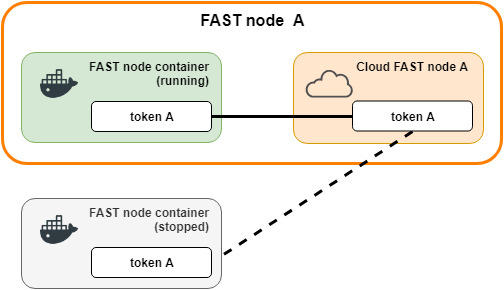 FAST node A
FAST node container
(running)
token A
Cloud FAST node A
token A
FAST node container
(stopped)
token A